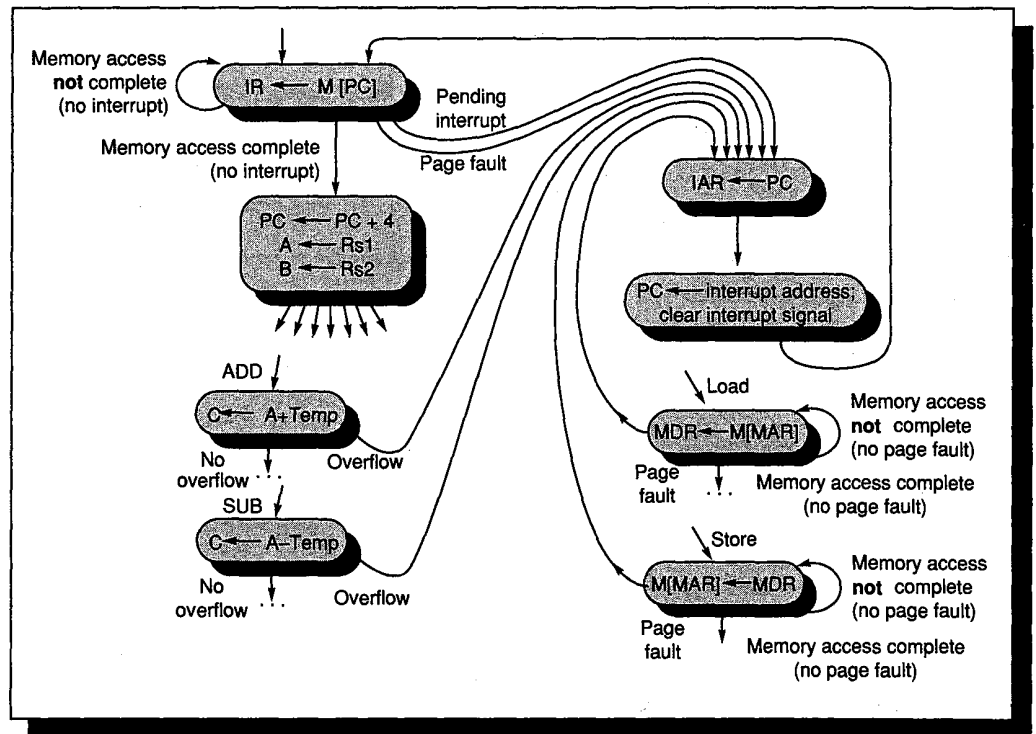 Memory access
not complete
(no interrupt)
IR ← M [PC]
Pending
interrupt
Page fault
Memory access complete
(no interrupt)
PC ← PC + 4
A ← Rs1
B ← Rs2
IAR ← PC
PC ← interrupt address;
clear interrupt signal
ADD
C ← A+Temp
No
overflow
...
Overflow
SUB
C ← A–Temp
No
overflow
...
Overflow
Load
MDR ← M[MAR]
Memory access
not complete
(no page fault)
Page
fault
...
Memory access complete
(no page fault)
Store
M[MAR] ← MDR
Memory access
not complete
(no page fault)
Page
fault
Memory access complete
(no page fault)